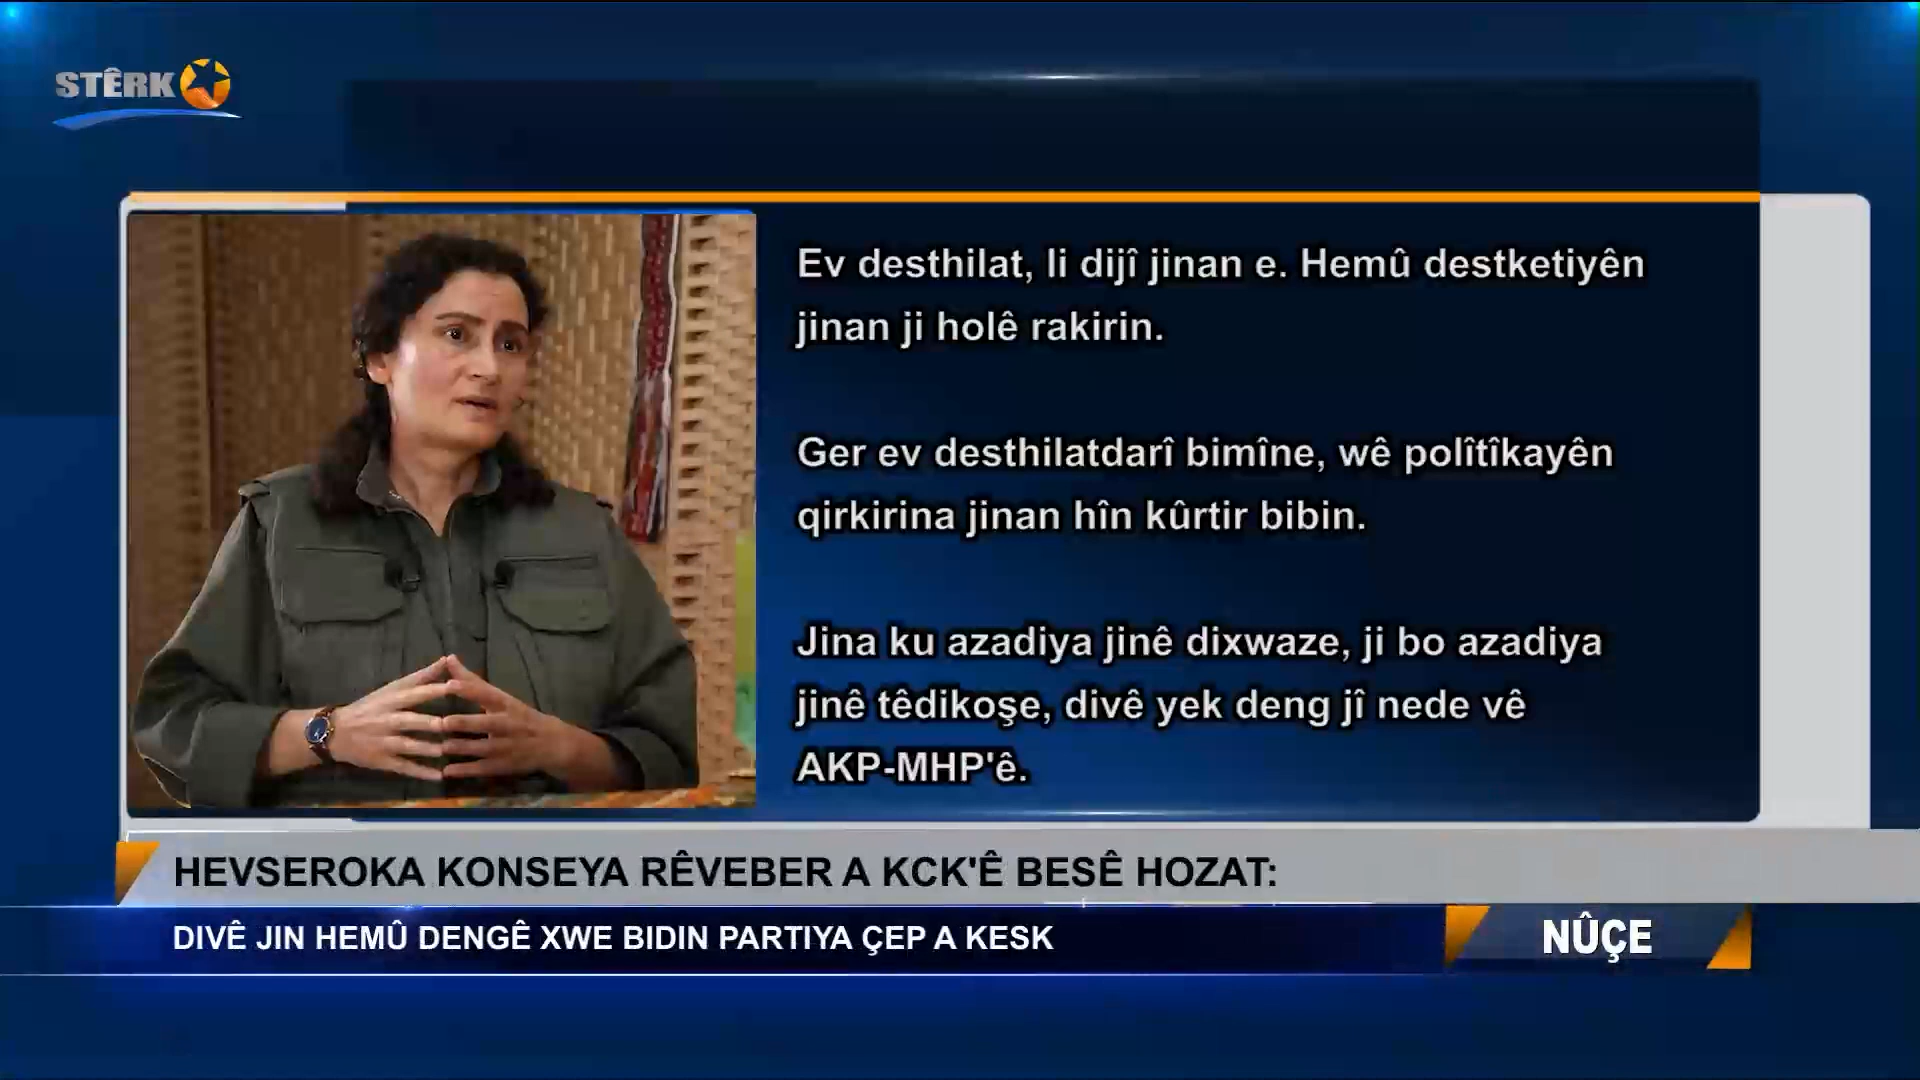 STÊRK
Ev desthilat, li dijî jinan e. Hemû destketiyên
jinan ji holê rakirin.
Ger ev desthilatdarî bimîne, wê polîtîkayên
qirkirina jinan hîn kûrtir bibin.
Jina ku azadiya jinê dixwaze, ji bo azadiya
jinê têdikoşe, divê yek deng jî nede vê
AKP-MHP'ê.
HEVSEROKA KONSEYA RÊVEBER A KCK'Ê BESÊ HOZAT:
DIVÊ JIN HEMÛ DENGÊ XWE BIDIN PARTIYA ÇEP A KESK
NÛÇE